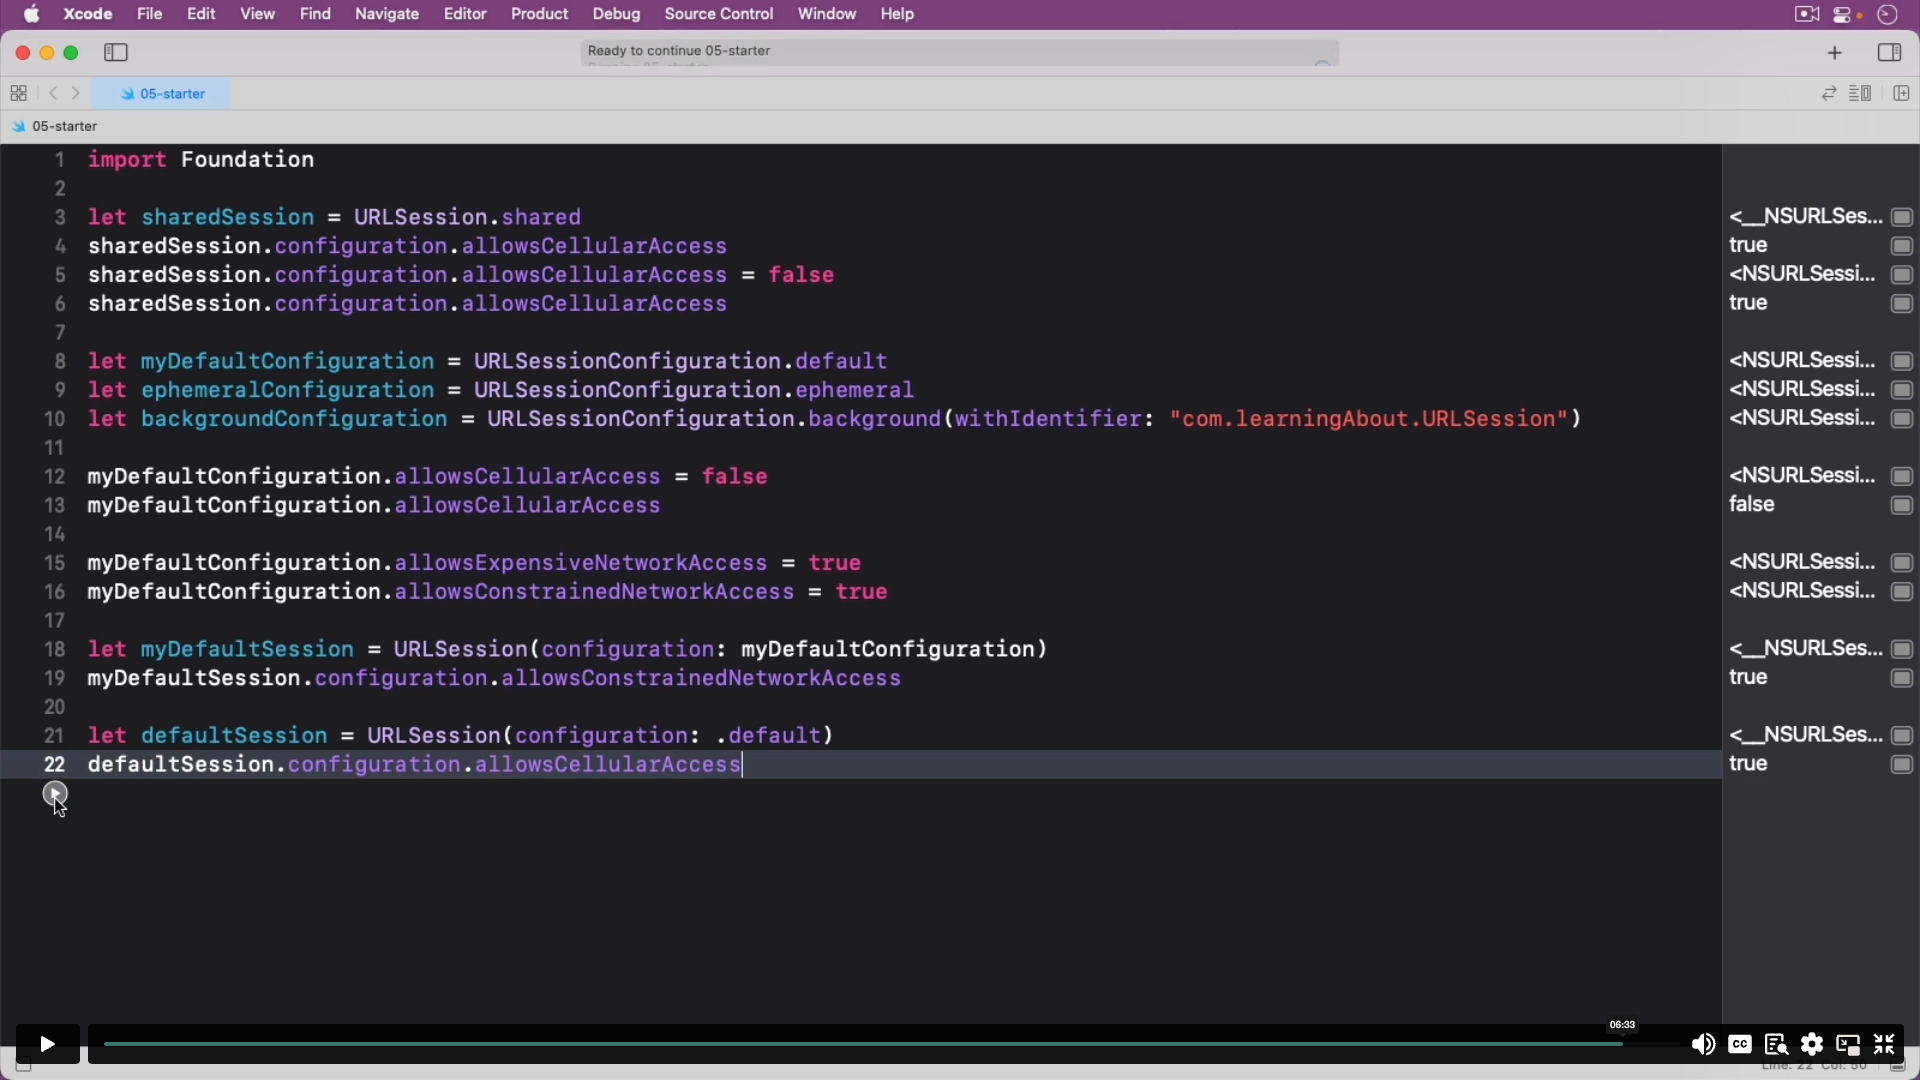 Xcode File Edit View Find Navigate Editor Product Debug Source Control Window Help
Ready to continue 05-starter
05-starter
05-starter
1 import Foundation
2
3 let sharedSession = URLSession.shared <__NSURLSes...
4 sharedSession.configuration.allowsCellularAccess true
5 sharedSession.configuration.allowsCellularAccess = false <NSURLSessi...
6 sharedSession.configuration.allowsCellularAccess true
7
8 let myDefaultConfiguration = URLSessionConfiguration.default <NSURLSessi...
9 let ephemeralConfiguration = URLSessionConfiguration.ephemeral <NSURLSessi...
10 let backgroundConfiguration = URLSessionConfiguration.background(withIdentifier: "com.learningAbout.URLSession") <NSURLSessi...
11
12 myDefaultConfiguration.allowsCellularAccess = false <NSURLSessi...
13 myDefaultConfiguration.allowsCellularAccess false
14
15 myDefaultConfiguration.allowsExpensiveNetworkAccess = true <NSURLSessi...
16 myDefaultConfiguration.allowsConstrainedNetworkAccess = true <NSURLSessi...
17
18 let myDefaultSession = URLSession(configuration: myDefaultConfiguration) <__NSURLSes...
19 myDefaultSession.configuration.allowsConstrainedNetworkAccess true
20
21 let defaultSession = URLSession(configuration: .default) <__NSURLSes...
22 defaultSession.configuration.allowsCellularAccess true
06:33
CC
Line: 22 Col: 50